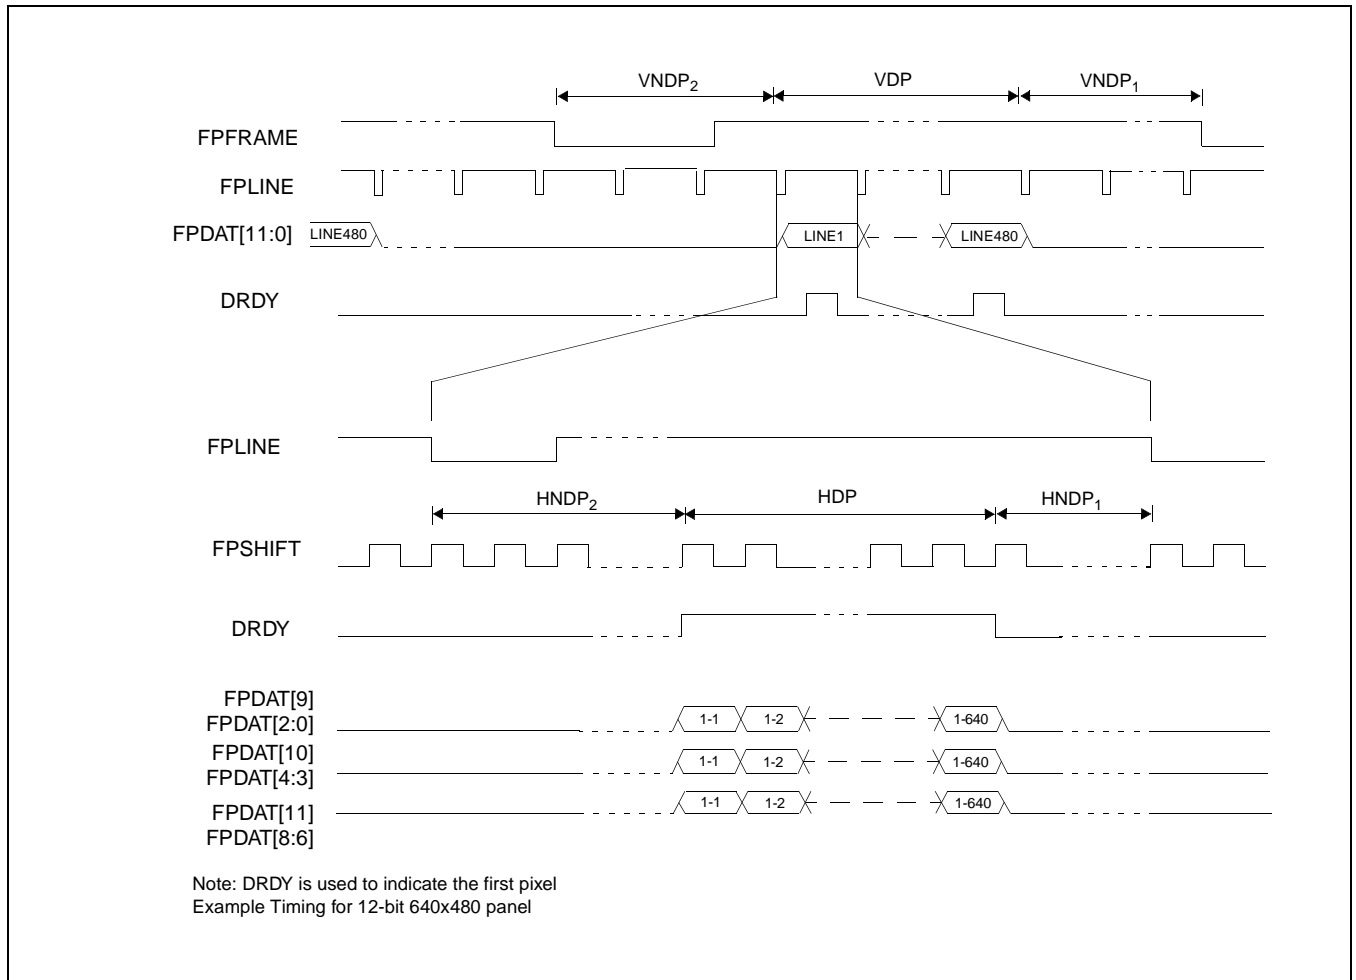 VNDP2 VDP VNDP1
FPFRAME
FPLINE
FPDAT[11:0] LINE480 LINE1 LINE480
DRDY
FPLINE
HNDP2 HDP HNDP1
FPSHIFT
DRDY
FPDAT[9]
FPDAT[2:0] 1-1 1-2 1-640
FPDAT[10]
FPDAT[4:3] 1-1 1-2 1-640
FPDAT[11] 1-1 1-2 1-640
FPDAT[8:6]
Note: DRDY is used to indicate the first pixel
Example Timing for 12-bit 640x480 panel